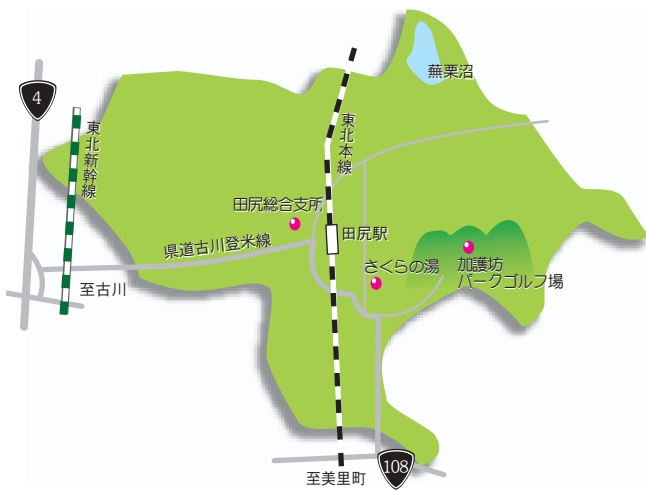 4
東北新幹線
東北本線
蕪栗沼
田尻総合支所
田尻駅
県道古川登米線
さくらの湯
加護坊
パークゴルフ場
至古川
108
至美里町